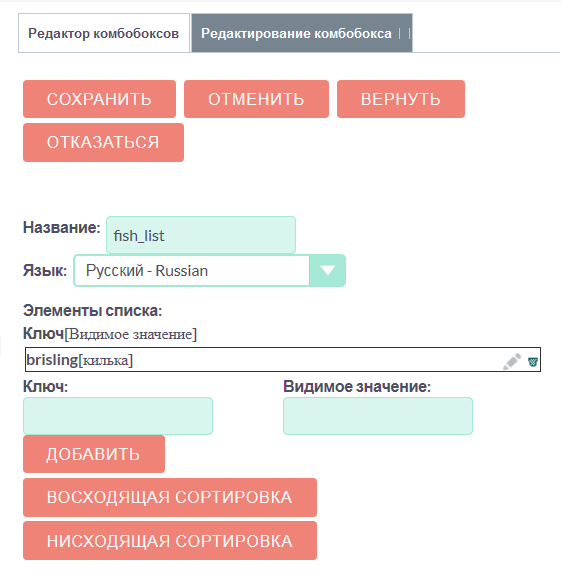 Редактор комбобоксов Редактирование комбобокса
СОХРАНИТЬ ОТМЕНИТЬ ВЕРНУТЬ
ОТКАЗАТЬСЯ
Название: fish_list
Язык: Русский - Russian
Элементы списка:
Ключ[Видимое значение]
brisling[килька]
Ключ: Видимое значение:
ДОБАВИТЬ
ВОСХОДЯЩАЯ СОРТИРОВКА
НИСХОДЯЩАЯ СОРТИРОВКА